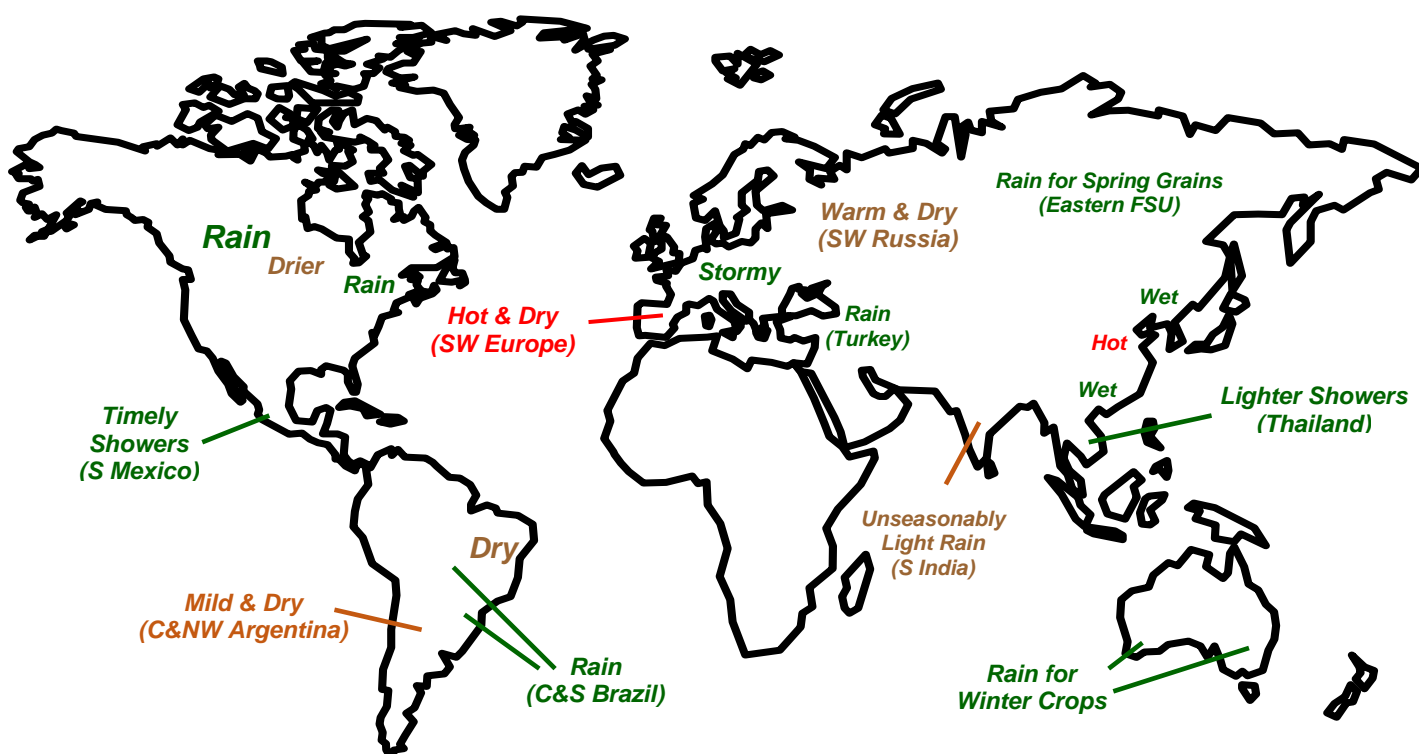 Rain for Spring Grains
(Eastern FSU)
Warm & Dry
(SW Russia)
Rain
Drier
Rain
Stormy
Hot & Dry
(SW Europe)
Rain
(Turkey)
Wet
Hot
Wet
Lighter Showers
(Thailand)
Timely
Showers
(S Mexico)
Unseasonably
Light Rain
(S India)
Dry
Mild & Dry
(C&NW Argentina)
Rain
(C&S Brazil)
Rain for
Winter Crops